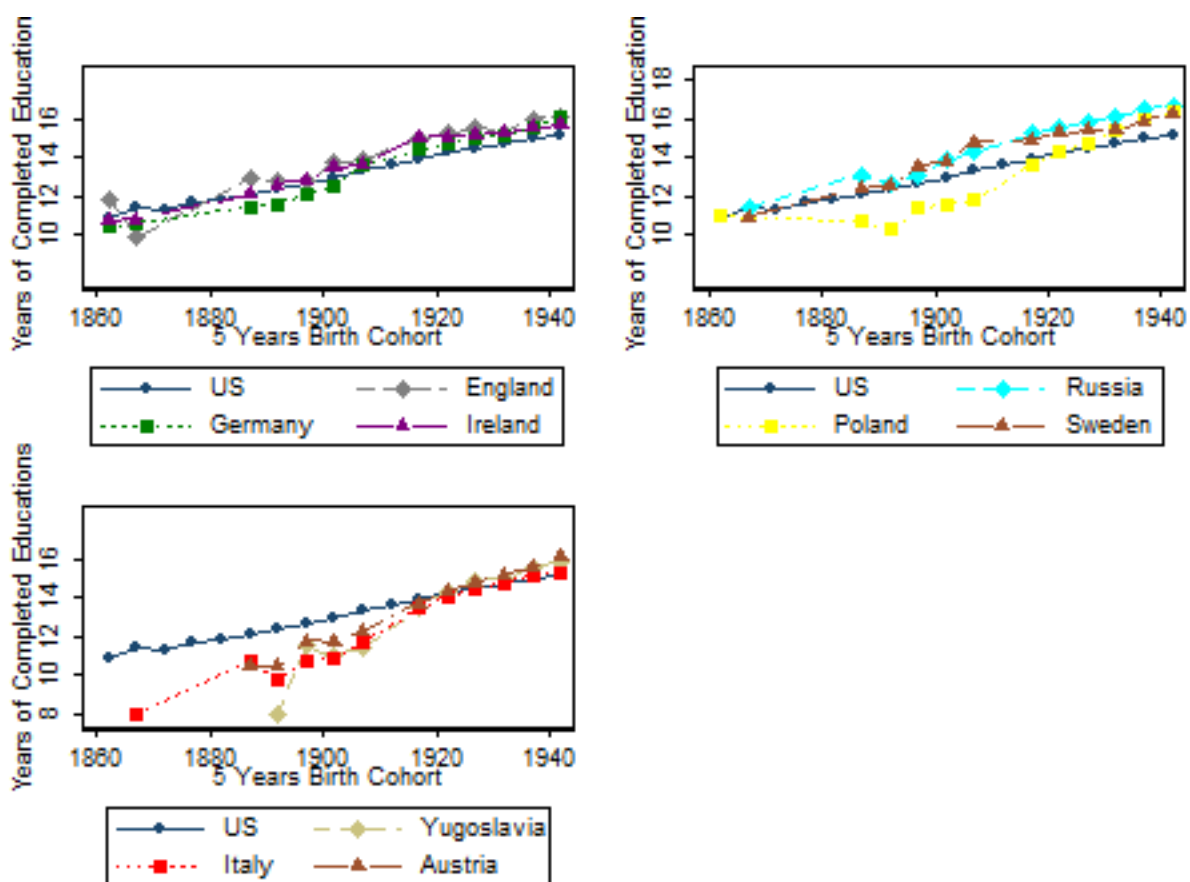 Years of Completed Education
16
14
12
10
1860 1880 1900 1920 1940
5 Years Birth Cohort
US England
Germany Ireland
Years of Completed Education
18
16
14
12
10
1860 1880 1900 1920 1940
5 Years Birth Cohort
US Russia
Poland Sweden
Years of Completed Educations
16
14
12
10
8
1860 1880 1900 1920 1940
5 Years Birth Cohort
US Yugoslavia
Italy Austria